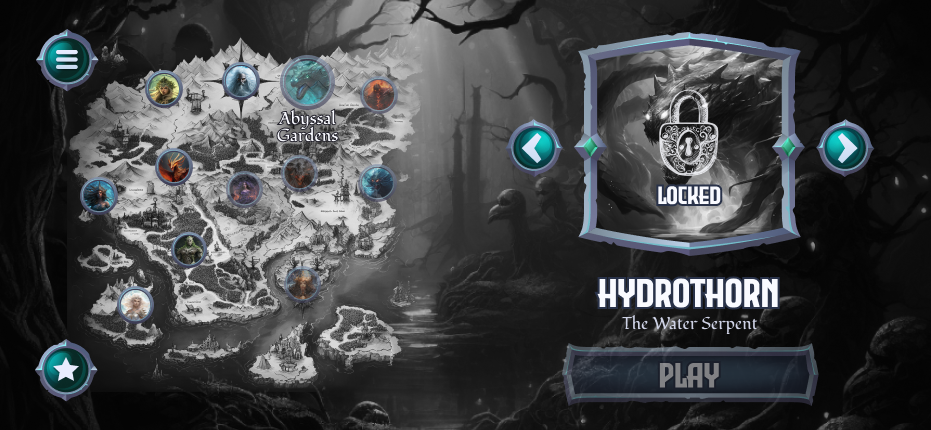 Abyssal
Gardens
LOCKED
HYDROTHORN
The Water Serpent
PLAY